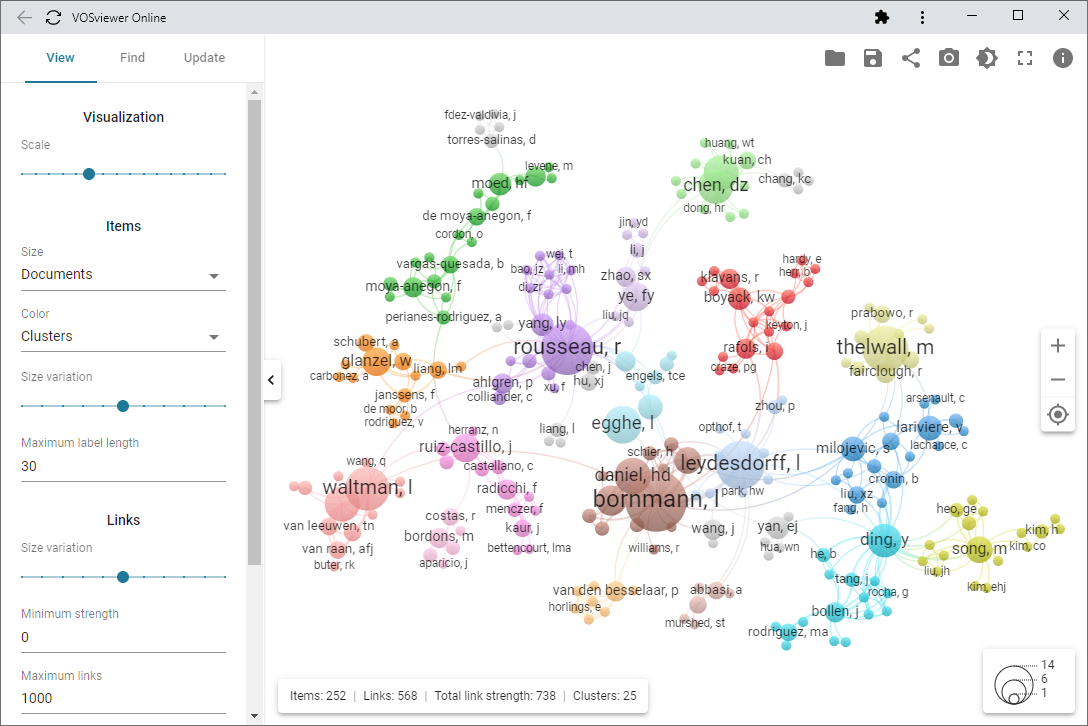 VOSviewer Online
View Find Update
Visualization
Scale
Items
Size
Documents
Color
Clusters
Size variation
Maximum label length
30
Links
Size variation
Minimum strength
0
Maximum links
1000
fdez-valdivia, j
torres-salinas, d
levene, m
moed, hf
de moya-anegon, f
cordon, o
vargas-quesada, b
moya-anegon, f
perianes-rodriguez, a
huang, wt
kuan, ch
chang, kc
chen, dz
dong, hr
jin, yd
li, j
zhao, sx
ye, fy
liu, jq
wei, t
bao, jz
li, mh
di, zr
yang, ly
rousseau, r
chen, j
hu, xj
xu, f
ahlgren, p
colliander, c
engels, tce
hardy, e
herr, b
klavans, r
boyack, kw
keyton, j
rafols, i
craze, pg
zhou, p
prabowo, r
thelwall, m
fairclough, r
schubert, a
glanzel, w
carbonez, a
liang, lm
janssens, f
de moor, b
rodriguez, v
herranz, n
ruiz-castillo, j
castellano, c
radicchi, f
menczer, f
kaur, j
bettencourt, lma
wang, q
waltman, l
van leeuwen, tn
van raan, afj
buter, rk
costas, r
bordons, m
aparicio, j
liang, l
egghe, l
schier, h
daniel, hd
bornmann, l
williams, r
opthof, t
leydesdorff, l
park, hw
wang, j
yan, ej
hua, wn
arsenault, c
lariviere, v
lachance, c
milojevic, s
cronin, b
liu, xz
fang, h
ding, y
he, b
tang, j
rocha, g
bollen, j
rodriguez, ma
heo, ge
song, m
kim, h
kim, co
liu, jh
kim, ehj
van den besselaar, p
horlings, e
abbasi, a
murshed, st
Items: 252 | Links: 568 | Total link strength: 738 | Clusters: 25
14
6
1